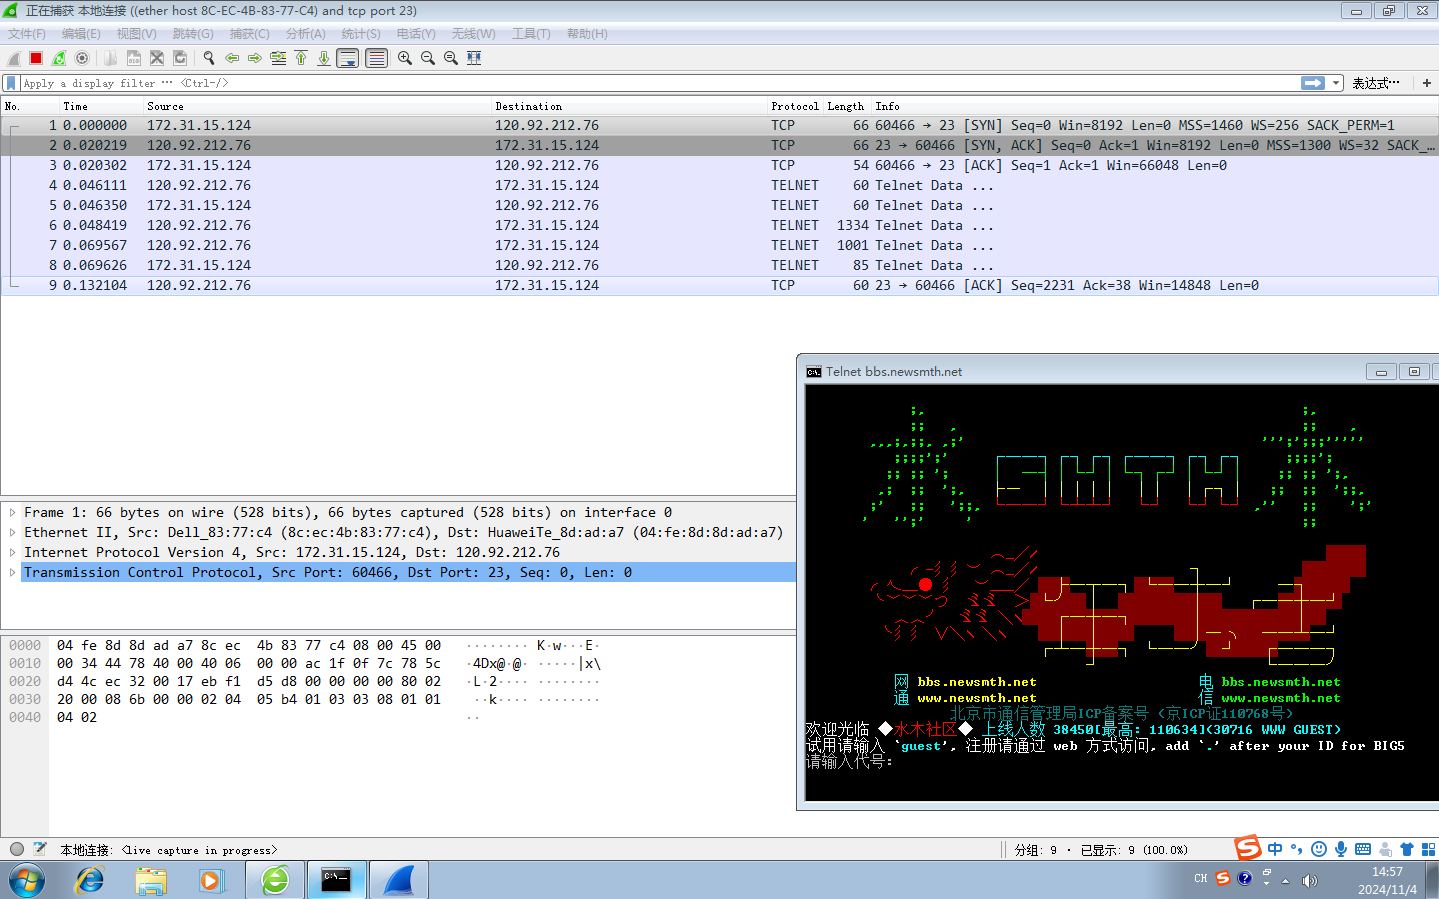 正在捕获 本地连接 ((ether host 8C-EC-4B-83-77-C4) and tcp port 23)
文件(F) 编辑(E) 视图(V) 跳转(G) 捕获(C) 分析(A) 统计(S) 电话(Y) 无线(W) 工具(T) 帮助(H)
Apply a display filter ⋯ <Ctrl-/> 表达式⋯ +
No. Time Source Destination Protocol Length Info
1 0.000000 172.31.15.124 120.92.212.76 TCP 66 60466 → 23 [SYN] Seq=0 Win=8192 Len=0 MSS=1460 WS=256 SACK_PERM=1
2 0.020219 120.92.212.76 172.31.15.124 TCP 66 23 → 60466 [SYN, ACK] Seq=0 Ack=1 Win=8192 Len=0 MSS=1300 WS=32 SACK_…
3 0.020302 172.31.15.124 120.92.212.76 TCP 54 60466 → 23 [ACK] Seq=1 Ack=1 Win=66048 Len=0
4 0.046111 120.92.212.76 172.31.15.124 TELNET 60 Telnet Data ...
5 0.046350 120.92.212.76 172.31.15.124 TELNET 60 Telnet Data ...
6 0.048419 120.92.212.76 172.31.15.124 TELNET 1334 Telnet Data ...
7 0.069567 120.92.212.76 172.31.15.124 TELNET 1001 Telnet Data ...
8 0.069626 172.31.15.124 120.92.212.76 TELNET 85 Telnet Data ...
9 0.132104 120.92.212.76 172.31.15.124 TCP 60 23 → 60466 [ACK] Seq=2231 Ack=38 Win=14848 Len=0
Frame 1: 66 bytes on wire (528 bits), 66 bytes captured (528 bits) on interface 0
Ethernet II, Src: Dell_83:77:c4 (8c:ec:4b:83:77:c4), Dst: HuaweiTe_8d:ad:a7 (04:fe:8d:8d:ad:a7)
Internet Protocol Version 4, Src: 172.31.15.124, Dst: 120.92.212.76
Transmission Control Protocol, Src Port: 60466, Dst Port: 23, Seq: 0, Len: 0
0000 04 fe 8d 8d ad a7 8c ec 4b 83 77 c4 08 00 45 00 ········ K·w···E·
0010 00 34 44 78 40 00 40 06 00 00 ac 1f 0f 7c 78 5c ·4Dx@·@· ·····|x\
0020 d4 4c ec 32 00 17 eb f1 d5 d8 00 00 00 00 80 02 ·L·2···· ········
0030 20 00 08 6b 00 00 02 04 05 b4 01 03 03 08 01 01 ··k···· ········
0040 04 02 ··
Telnet bbs.newsmth.net
水 SMTH 木
网 bbs.newsmth.net 电 bbs.newsmth.net
通 www.newsmth.net 信 www.newsmth.net
北京市通信管理局ICP备案号 (京ICP证110768号)
欢迎光临 ◆水木社区◆ 上线人数 38450[最高: 110634](30716 WWW GUEST)
试用请输入 `guest', 注册请通过 web 方式访问, add `.' after your ID for BIG5
请输入代号:
本地连接: <live capture in progress> 分组: 9 · 已显示: 9 (100.0%)
中
CH
14:57
2024/11/4